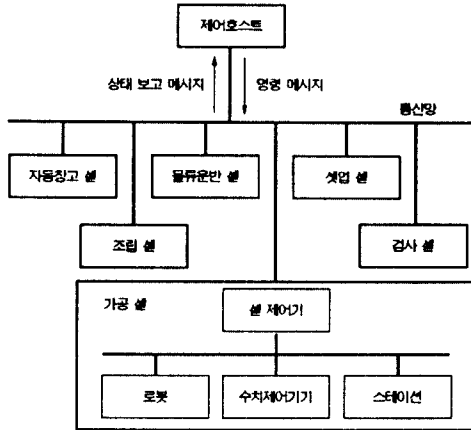 제어호스트
상태 보고 메시지
명령 메시지
통신망
자동창고 셀
물류운반 셀
셋업 셀
조립 셀
검사 셀
가공 셀
셀 제어기
로봇
수치제어기기
스테이션